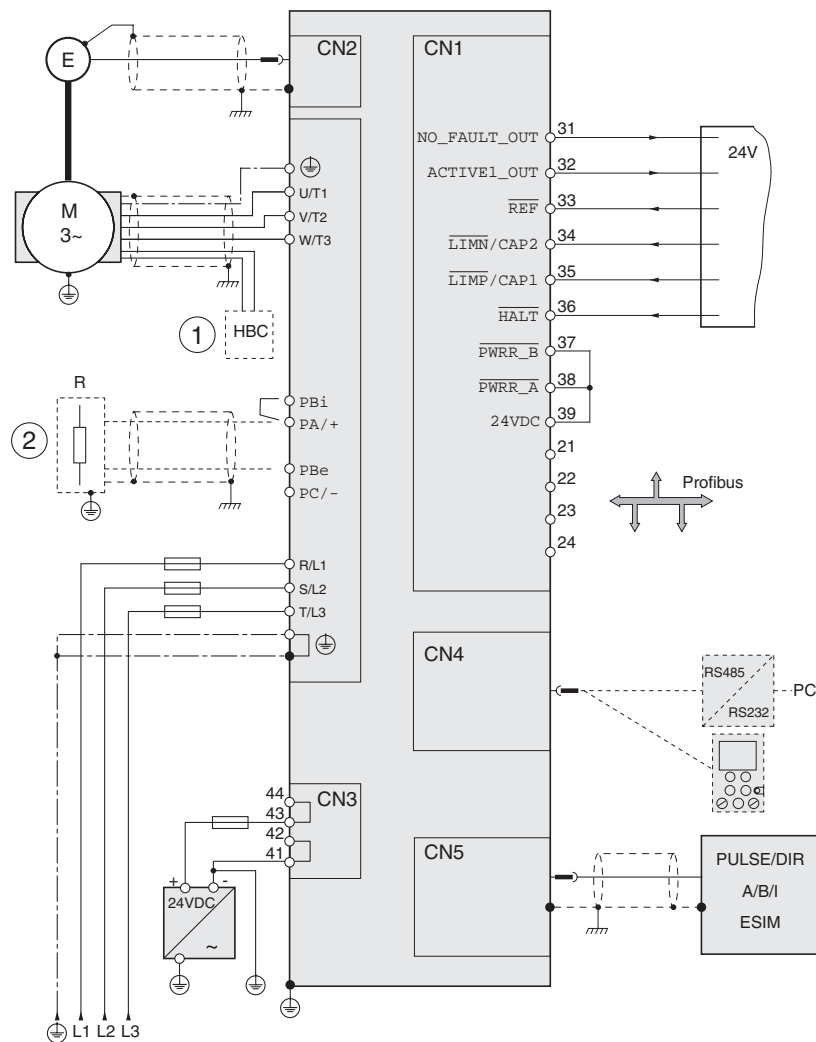 E
CN2
CN1
NO_FAULT_OUT 31
24V
ACTIVE1_OUT 32
REF 33
LIMN/CAP2 34
LIMP/CAP1 35
HALT 36
PWRR_B 37
PWRR_A 38
24VDC 39
21
22
23
24
Profibus
M
3~
U/T1
V/T2
W/T3
1
HBC
R
2
PBi
PA/+
PBe
PC/-
R/L1
S/L2
T/L3
CN4
RS485
RS232
PC
CN3
44
43
42
41
+ -
24VDC
~
CN5
PULSE/DIR
A/B/I
ESIM
L1 L2 L3